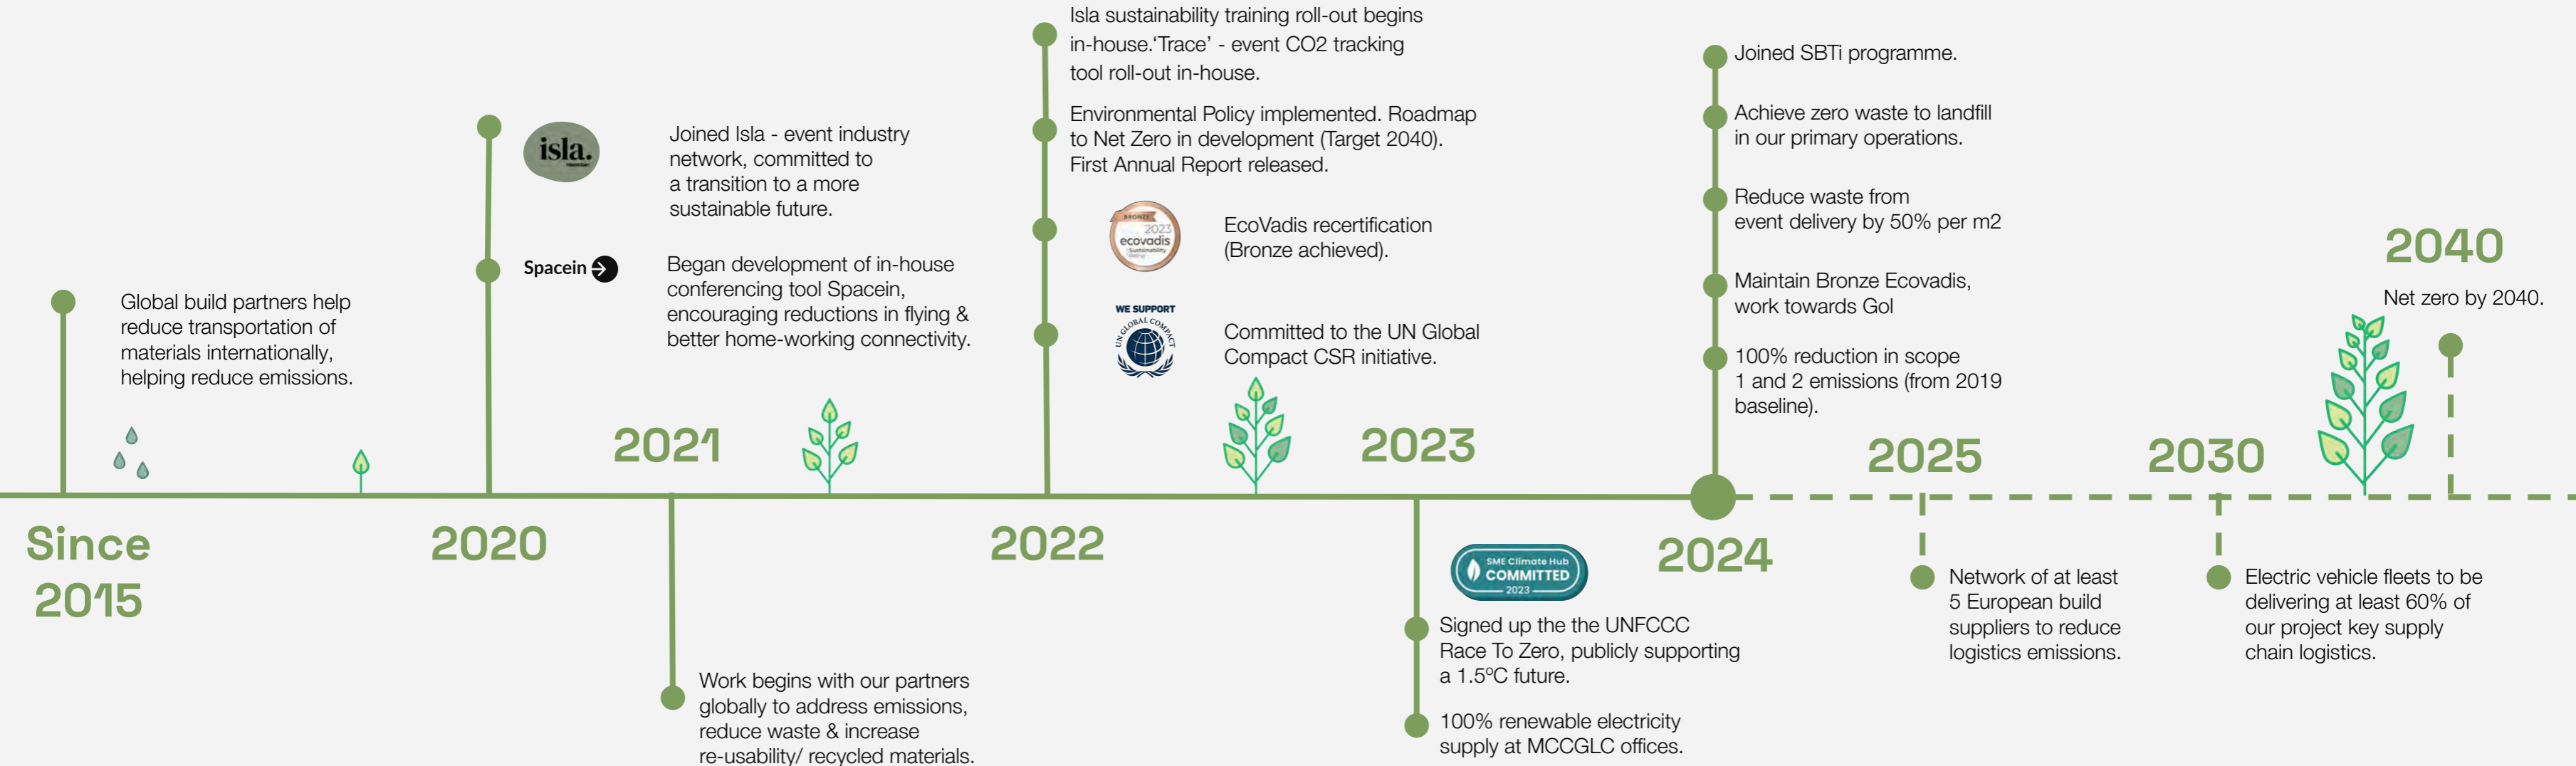 Since
2015
Global build partners help
reduce transportation of
materials internationally,
helping reduce emissions.
2020
isla.
Joined Isla - event industry
network, committed to
a transition to a more
sustainable future.
Spacein
Began development of in-house
conferencing tool Spacein,
encouraging reductions in flying &
better home-working connectivity.
2021
Work begins with our partners
globally to address emissions,
reduce waste & increase
re-usability/ recycled materials.
2022
Isla sustainability training roll-out begins
in-house.‘Trace’ - event CO2 tracking
tool roll-out in-house.
Environmental Policy implemented. Roadmap
to Net Zero in development (Target 2040).
First Annual Report released.
BRONZE
2023
ecovadis
Sustainability
EcoVadis recertification
(Bronze achieved).
WE SUPPORT
UN GLOBAL COMPACT
Committed to the UN Global
Compact CSR initiative.
2023
SME Climate Hub
COMMITTED
2023
Signed up the the UNFCCC
Race To Zero, publicly supporting
a 1.5ºC future.
100% renewable electricity
supply at MCCGLC offices.
2024
Joined SBTi programme.
Achieve zero waste to landfill
in our primary operations.
Reduce waste from
event delivery by 50% per m2
Maintain Bronze Ecovadis,
work towards Gol
100% reduction in scope
1 and 2 emissions (from 2019
baseline).
2025
Network of at least
5 European build
suppliers to reduce
logistics emissions.
2030
Electric vehicle fleets to be
delivering at least 60% of
our project key supply
chain logistics.
2040
Net zero by 2040.